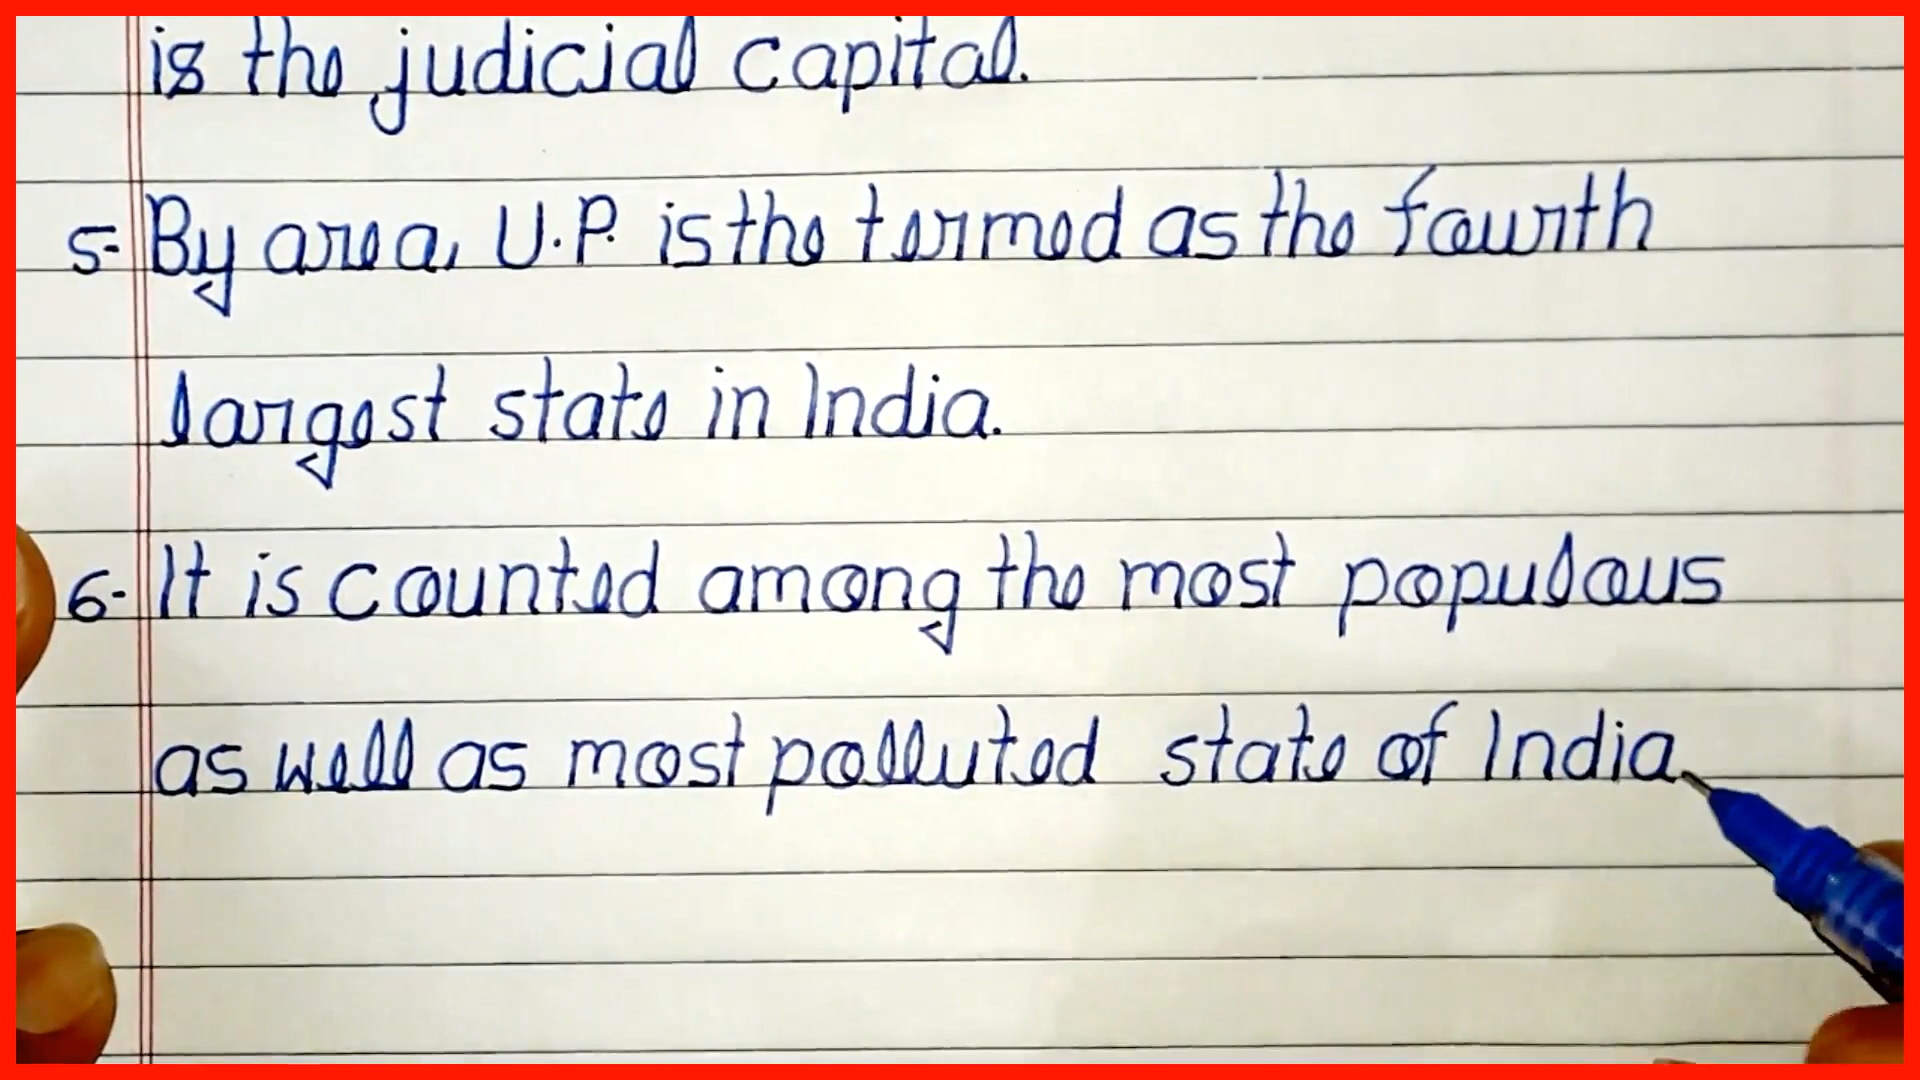 is the judicial capital.
5- By area, U.P. is the termed as the fourth
largest state in India.
6- It is counted among the most populous
as well as most polluted state of India.